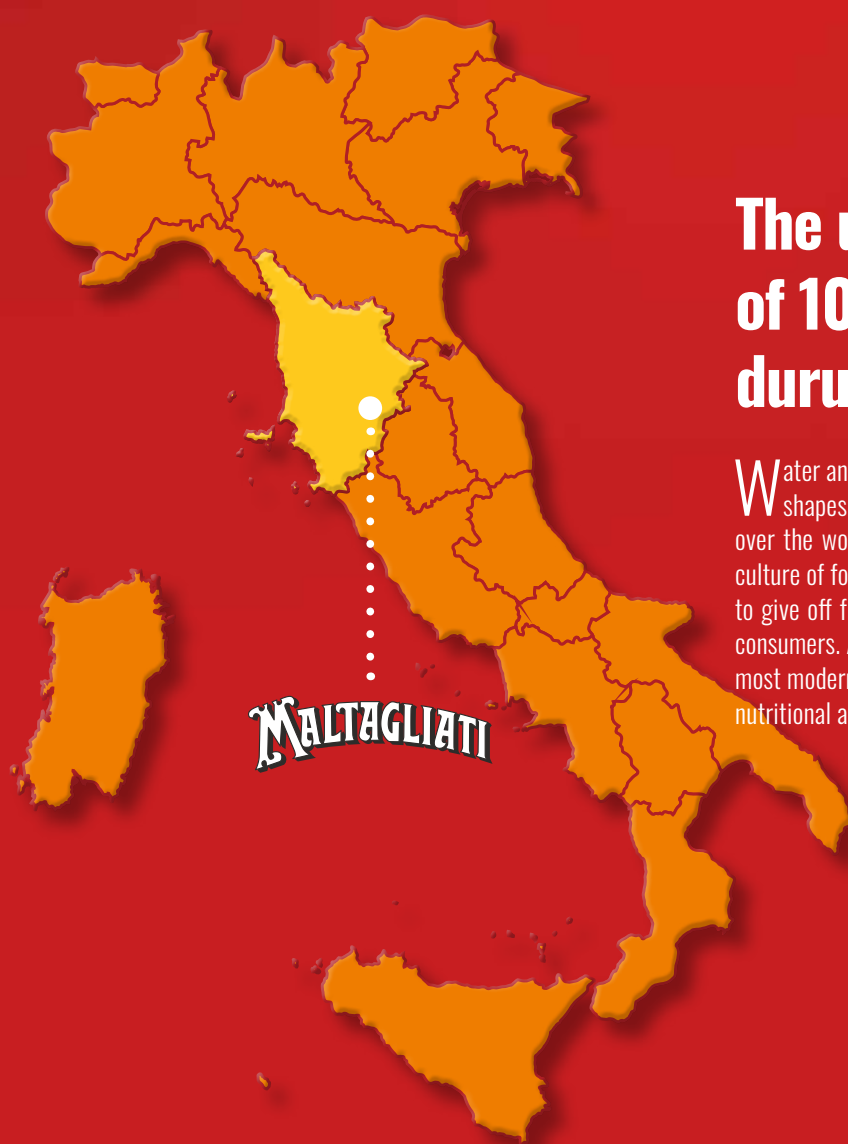 The u
of 10
duru
Water an
shapes
over the wo
culture of fo
to give off f
consumers. A
most modern
nutritional a
MALTAGLIATI